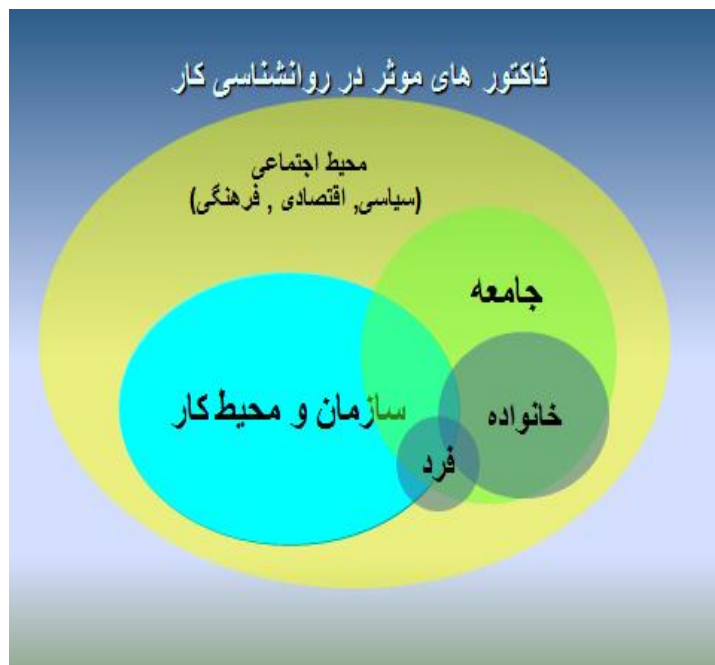 فاکتور های موثر در روانشناسی کار
محیط اجتماعی
(سیاسی, اقتصادی , فرهنگی)
جامعه
سازمان و محیط کار
خانواده
فرد